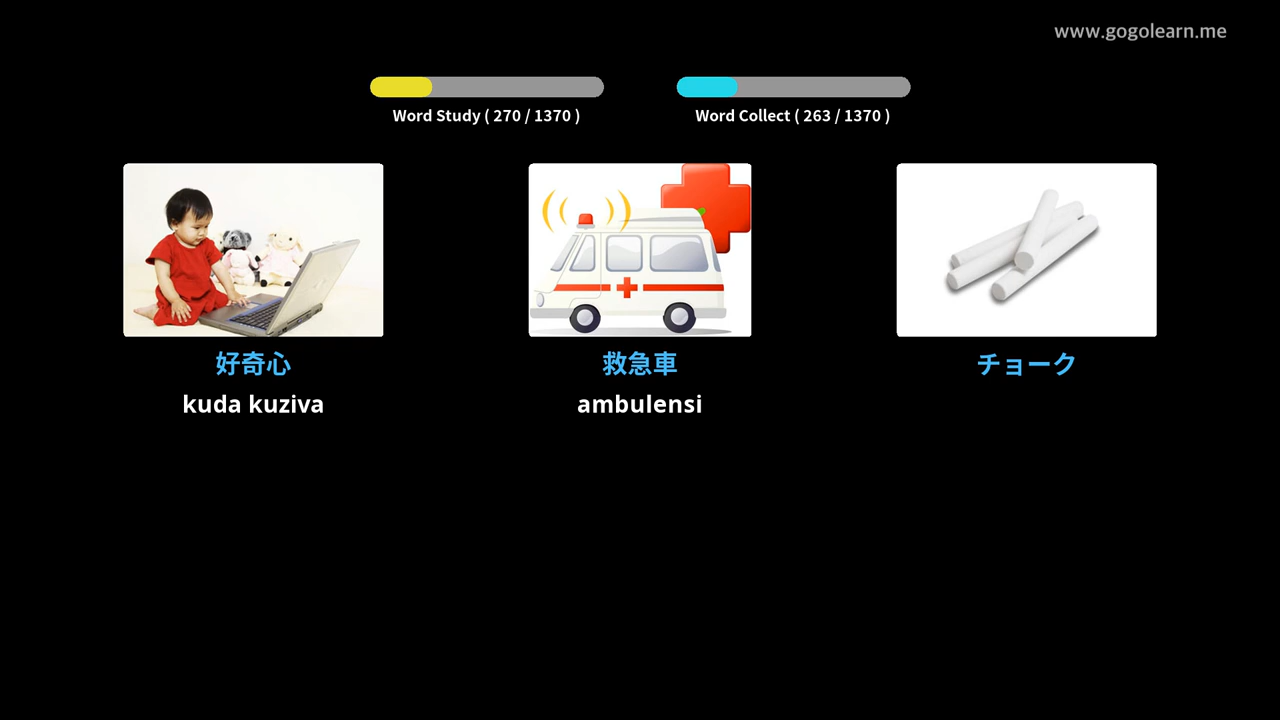 www.gogolearn.me
Word Study ( 270 / 1370 )
Word Collect ( 263 / 1370 )
好奇心
救急車
チョーク
kuda kuziva
ambulensi